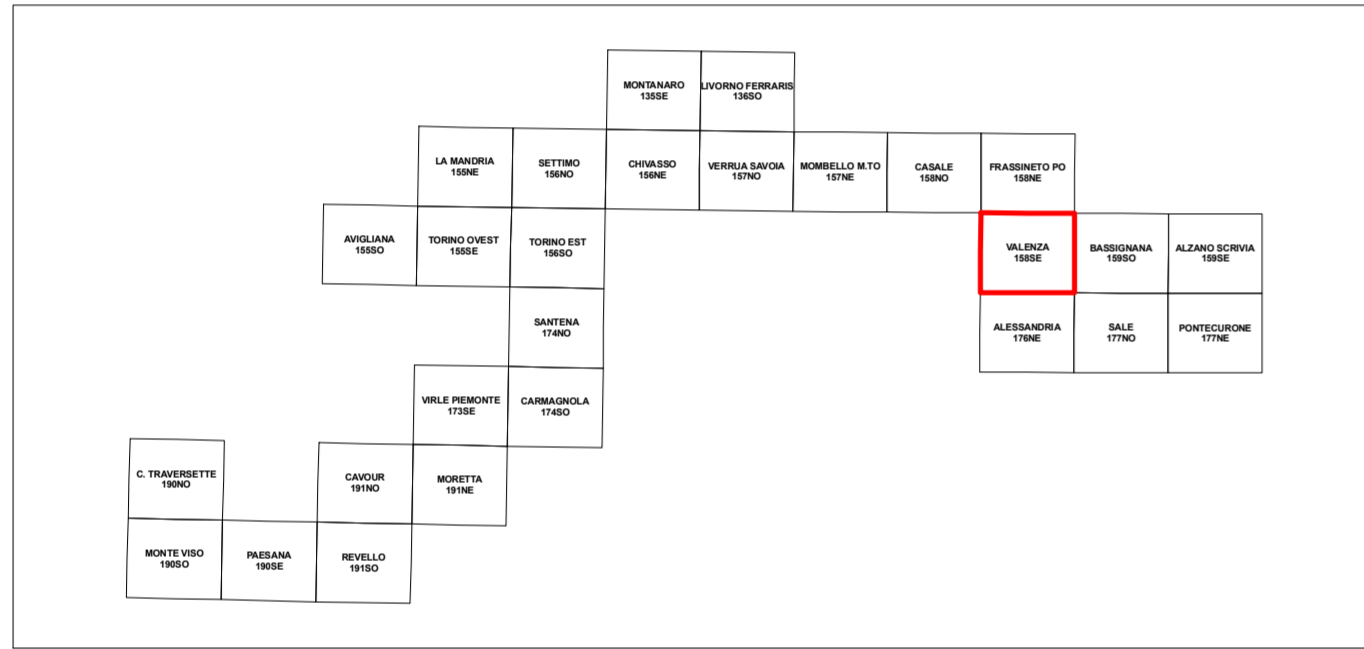 MONTANARO
135SE
LIVORNO FERRARIS
136SO
LA MANDRIA
155NE
SETTIMO
156NO
CHIVASSO
156NE
VERRUA SAVOIA
157NO
MOMBELLO M.TO
157NE
CASALE
158NO
FRASSINETO PO
158NE
AVIGLIANA
155SO
TORINO OVEST
155SE
TORINO EST
156SO
VALENZA
158SE
BASSIGNANA
159SO
ALZANO SCRIVIA
159SE
SANTENA
174NO
ALESSANDRIA
176NE
SALE
177NO
PONTECURONE
177NE
VIRLE PIEMONTE
173SE
CARMAGNOLA
174SO
C. TRAVERSETTE
190NO
CAVOUR
191NO
MORETTA
191NE
MONTE VISO
190SO
PAESANA
190SE
REVELLO
191SO